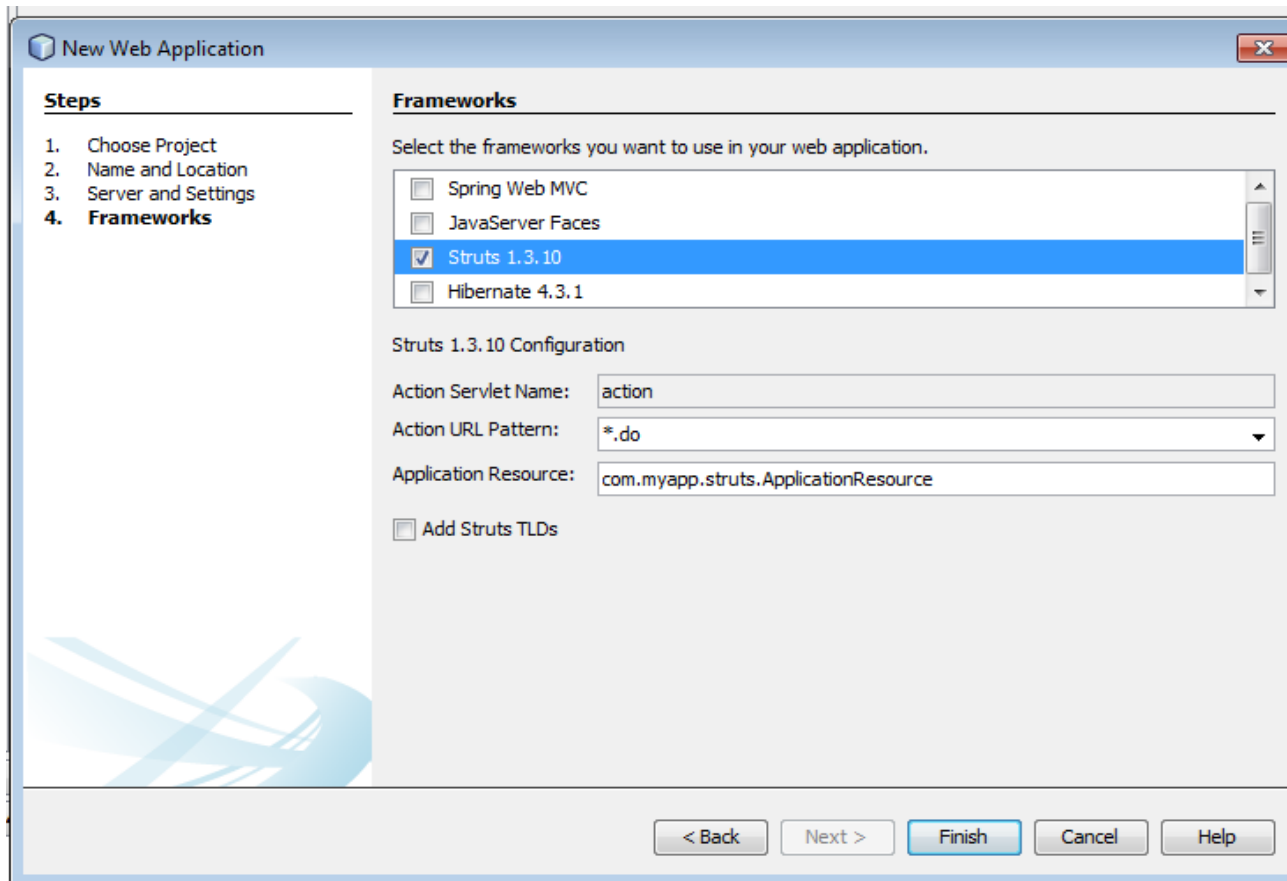 New Web Application
Steps
1. Choose Project
2. Name and Location
3. Server and Settings
4. Frameworks
Frameworks
Select the frameworks you want to use in your web application.
Spring Web MVC
JavaServer Faces
Struts 1.3.10
Hibernate 4.3.1
Struts 1.3.10 Configuration
Action Servlet Name: action
Action URL Pattern: *.do
Application Resource: com.myapp.struts.ApplicationResource
Add Struts TLDs
< Back Next > Finish Cancel Help